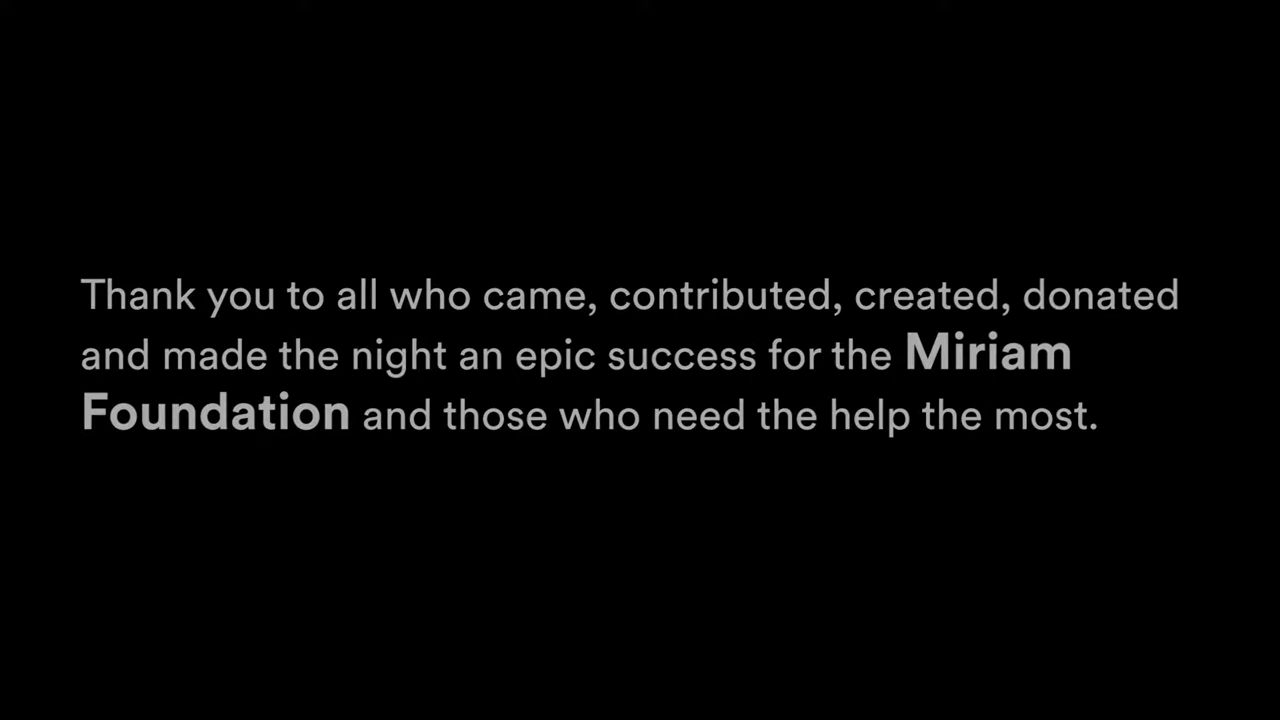 Thank you to all who came, contributed, created, donated
and made the night an epic success for the Miriam
Foundation and those who need the help the most.